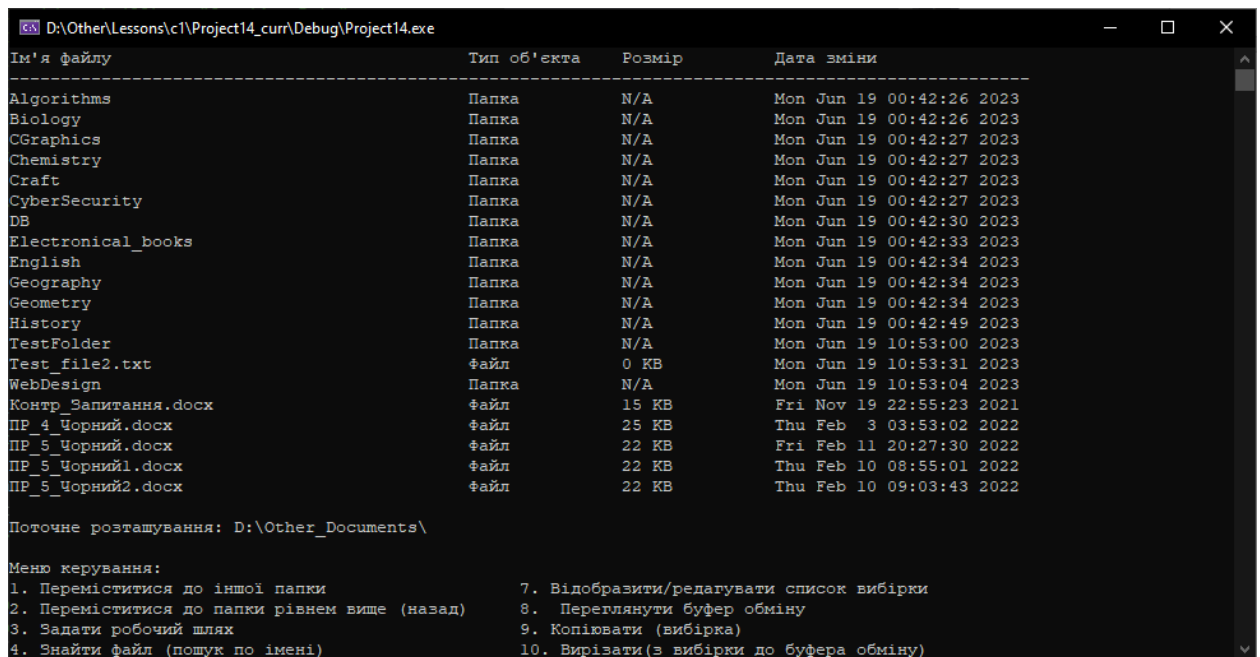 D:\Other\Lessons\c1\Project14_curr\Debug\Project14.exe
Ім'я файлу Тип об'єкта Розмір Дата зміни
-----------------------------------------------------------------------------------------------------
Algorithms Папка N/A Mon Jun 19 00:42:26 2023
Biology Папка N/A Mon Jun 19 00:42:26 2023
CGraphics Папка N/A Mon Jun 19 00:42:27 2023
Chemistry Папка N/A Mon Jun 19 00:42:27 2023
Craft Папка N/A Mon Jun 19 00:42:27 2023
CyberSecurity Папка N/A Mon Jun 19 00:42:27 2023
DB Папка N/A Mon Jun 19 00:42:30 2023
Electronical_books Папка N/A Mon Jun 19 00:42:33 2023
English Папка N/A Mon Jun 19 00:42:34 2023
Geography Папка N/A Mon Jun 19 00:42:34 2023
Geometry Папка N/A Mon Jun 19 00:42:34 2023
History Папка N/A Mon Jun 19 00:42:49 2023
TestFolder Папка N/A Mon Jun 19 10:53:00 2023
Test_file2.txt Файл 0 KB Mon Jun 19 10:53:31 2023
WebDesign Папка N/A Mon Jun 19 10:53:04 2023
Контр_Запитання.docx Файл 15 KB Fri Nov 19 22:55:23 2021
ПР_4_Чорний.docx Файл 25 KB Thu Feb  3 03:53:02 2022
ПР_5_Чорний.docx Файл 22 KB Fri Feb 11 20:27:30 2022
ПР_5_Чорний1.docx Файл 22 KB Thu Feb 10 08:55:01 2022
ПР_5_Чорний2.docx Файл 22 KB Thu Feb 10 09:03:43 2022
Поточне розташування: D:\Other_Documents\
Меню керування:
1. Переміститися до іншої папки 7. Відобразити/редагувати список вибірки
2. Переміститися до папки рівнем вище (назад) 8.  Переглянути буфер обміну
3. Задати робочий шлях 9. Копіювати (вибірка)
4. Знайти файл (пошук по імені) 10. Вирізати(з вибірки до буфера обміну)